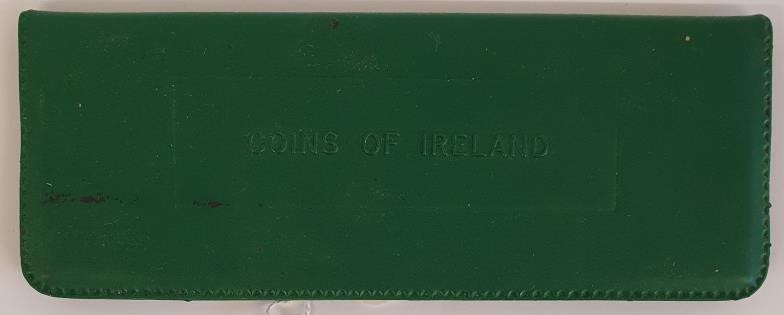 COINS OF IRELAND